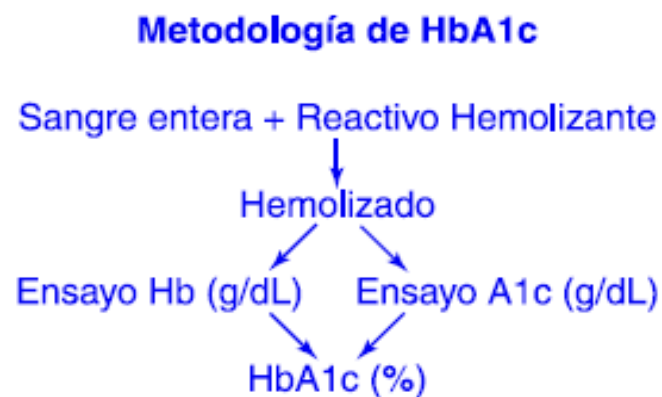 Metodología de HbA1c
Sangre entera + Reactivo Hemolizante
Hemolizado
Ensayo Hb (g/dL) Ensayo A1c (g/dL)
HbA1c (%)